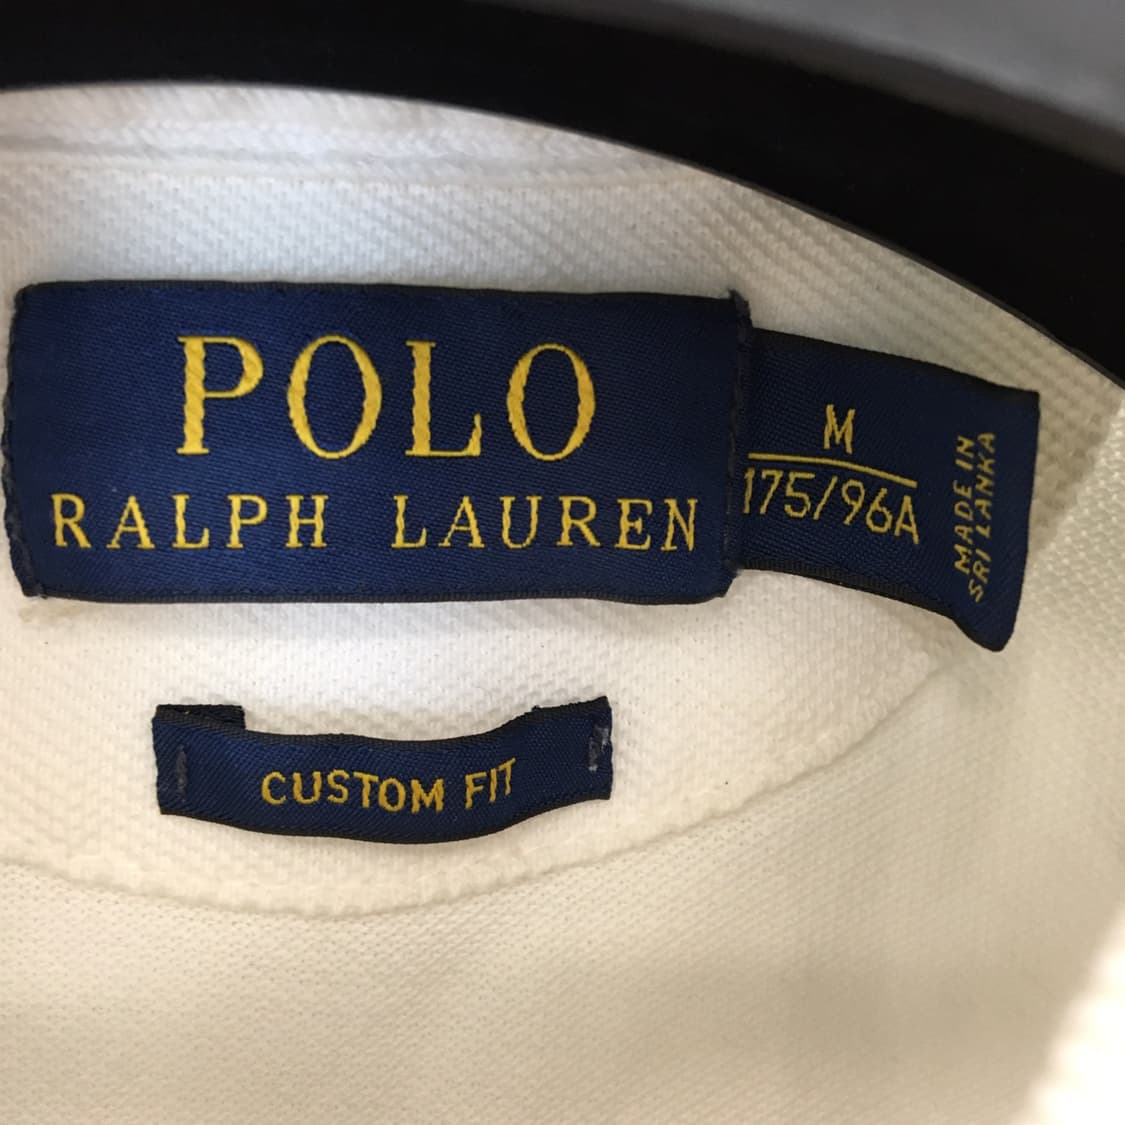 POLO
RALPH LAUREN
M
175/96A
MADE IN
SRI LANKA
CUSTOM FIT